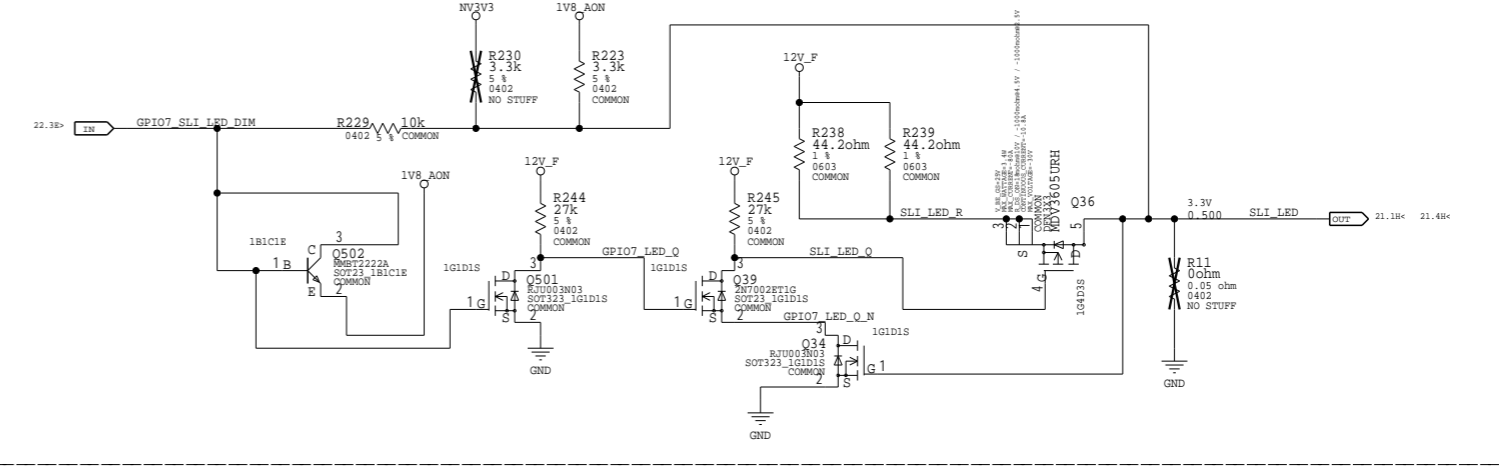 NV3V3
1V8_AON
R230
3.3k
5 %
0402
NO STUFF
R223
3.3k
5 %
0402
COMMON
22.3E>
IN
GPIO7_SLI_LED_DIM
R229
10k
0402
5 %
COMMON
12V_F
R238
44.2ohm
1 %
0603
COMMON
R239
44.2ohm
1 %
0603
COMMON
1V8_AON
1B1C1E
3
C
Q502
MMBT2222A
SOT23_1B1C1E
COMMON
1
B
E
2
12V_F
R244
27k
5 %
0402
COMMON
GPIO7_LED_Q
1G1D1S
3
D
Q501
RJU003N03
SOT323_1G1D1S
COMMON
1
G
S
2
GND
12V_F
R245
27k
5 %
0402
COMMON
SLI_LED_Q
1G1D1S
3
D
Q39
2N7002ET1G
SOT23_1G1D1S
COMMON
1
G
S
2
GPIO7_LED_Q_N
1G1D1S
3
D
Q34
RJU003N03
SOT323_1G1D1S
COMMON
G
1
2
S
GND
SLI_LED_R
MAX_VOLTAGE=-30V
COMMON
MDV3605URH
Q36
3
2
1
S
5
D
4
G
1G4D3S
3.3V
0.500
SLI_LED
OUT
21.1H<
21.4H<
R11
0ohm
0.05 ohm
0402
NO STUFF
GND